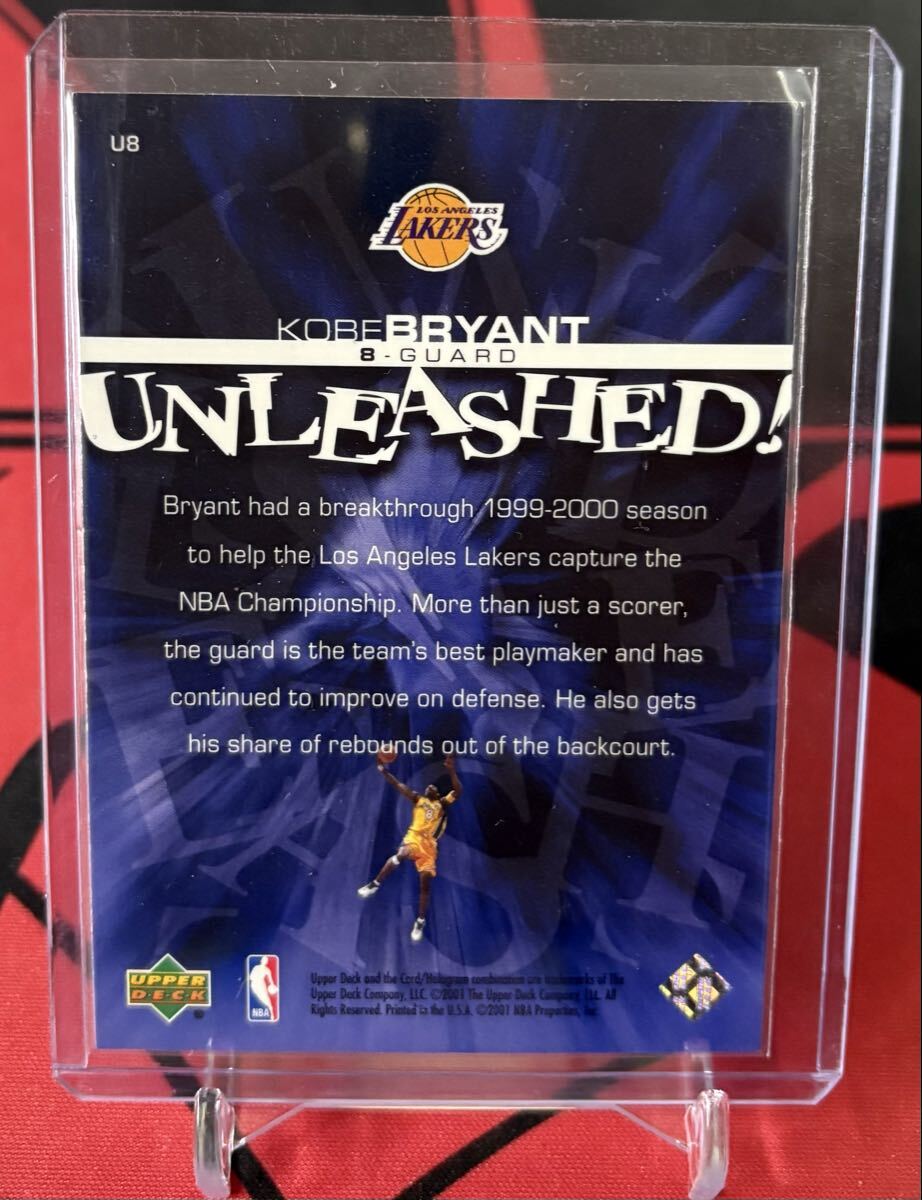 U8
LOS ANGELES
LAKERS
KOBE BRYANT
8 - GUARD
UNLEASHED!
Bryant had a breakthrough 1999-2000 season
to help the Los Angeles Lakers capture the
NBA Championship. More than just a scorer,
the guard is the team's best playmaker and has
continued to improve on defense. He also gets
his share of rebounds out of the backcourt.
8
UPPER
DECK
NBA
Upper Deck and the Card/Hologram combination are trademarks of The
Upper Deck Company, LLC. ©2001 The Upper Deck Company, LLC. All
Rights Reserved. Printed in the U.S.A. ©2001 NBA Properties, Inc.